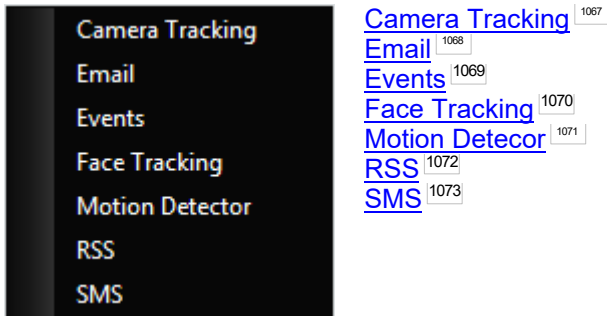 Camera Tracking
Email
Events
Face Tracking
Motion Detector
RSS
SMS
Camera Tracking 1067
Email 1068
Events 1069
Face Tracking 1070
Motion Detecor 1071
RSS 1072
SMS 1073